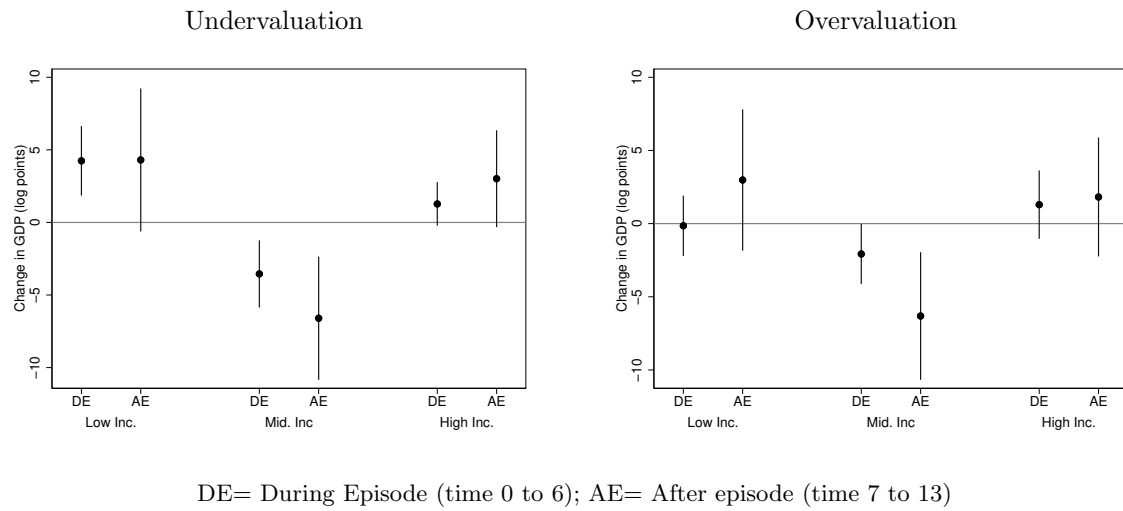 Undervaluation
Change in GDP (log points)
10
5
0
−5
−10
DE AE DE AE DE AE
Low Inc. Mid. Inc High Inc.
Overvaluation
Change in GDP (log points)
10
5
0
−5
−10
DE AE DE AE DE AE
Low Inc. Mid. Inc High Inc.
DE= During Episode (time 0 to 6); AE= After episode (time 7 to 13)